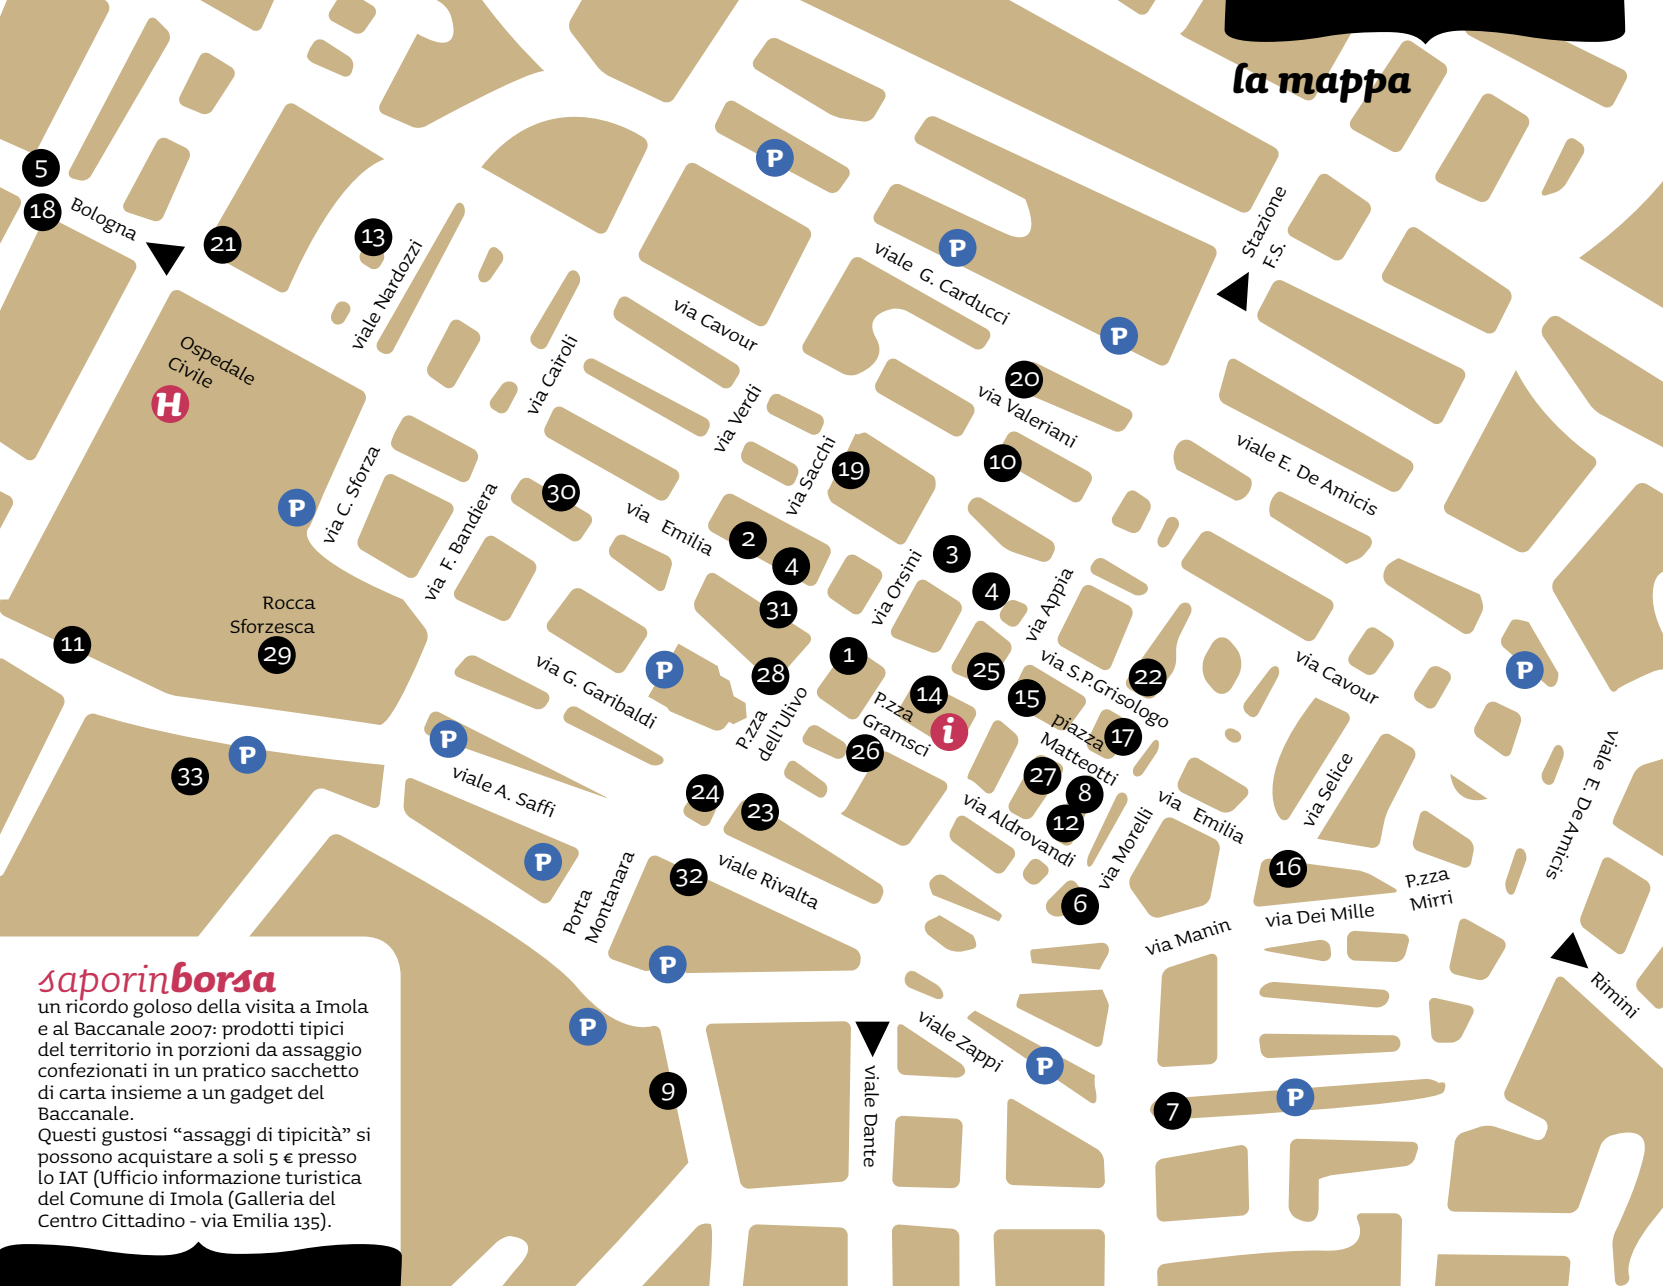 la mappa
P
5
18
Bologna
21
13
viale Nardozzi
P
viale G. Carducci
Stazione
F.S.
P
via Cavour
Ospedale
Civile
H
via Cairoli
via Verdi
20
via Valeriani
10
viale E. De Amicis
via Sacchi
19
P
via C. Sforza
via F. Bandiera
30
via Emilia
2
4
31
via Orsini
3
4
via Appia
Rocca
Sforzesca
29
11
via G. Garibaldi
P
28
1
P.zza
dell'Ulivo
14
P.zza
Gramsci
i
26
25
15
via S.P.Grisologo
22
piazza
Matteotti
17
27
8
12
via Cavour
P
viale E. De Amicis
via Selice
via Emilia
via Aldrovandi
via Morelli
6
16
P.zza
Mirri
via Dei Mille
via Manin
33
P
P
viale A. Saffi
P
24
23
viale Rivalta
32
Porta
Montanara
P
P
9
viale Dante
viale Zappi
P
7
P
Rimini
saporinborsa
un ricordo goloso della visita a Imola
e al Baccanale 2007: prodotti tipici
del territorio in porzioni da assaggio
confezionati in un pratico sacchetto
di carta insieme a un gadget del
Baccanale.
Questi gustosi “assaggi di tipicità” si
possono acquistare a soli 5 € presso
lo IAT (Ufficio informazione turistica
del Comune di Imola (Galleria del
Centro Cittadino - via Emilia 135).